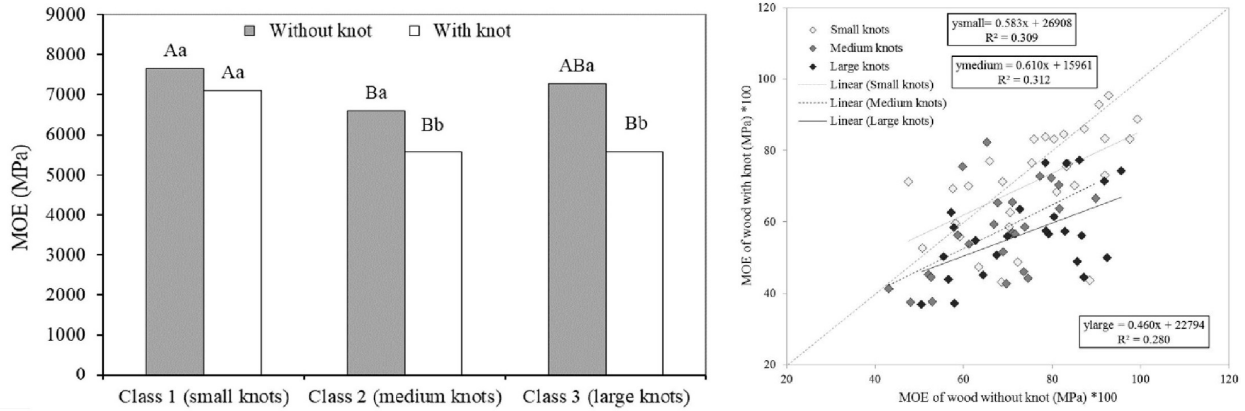 9000
8000
7000
6000
5000
4000
3000
2000
1000
0
MOE (MPa)
Without knot
With knot
Aa
Aa
Ba
Bb
ABa
Bb
Class 1 (small knots)
Class 2 (medium knots)
Class 3 (large knots)
120
100
80
60
40
20
MOE of wood with knot (MPa) *100
Small knots
Medium knots
Large knots
Linear (Small knots)
Linear (Medium knots)
Linear (Large knots)
ysmall= 0.583x + 26908
R² = 0.309
ymedium = 0.610x + 15961
R² = 0.312
ylarge = 0.460x + 22794
R² = 0.280
20
40
60
80
100
120
MOE of wood without knot (MPa) *100